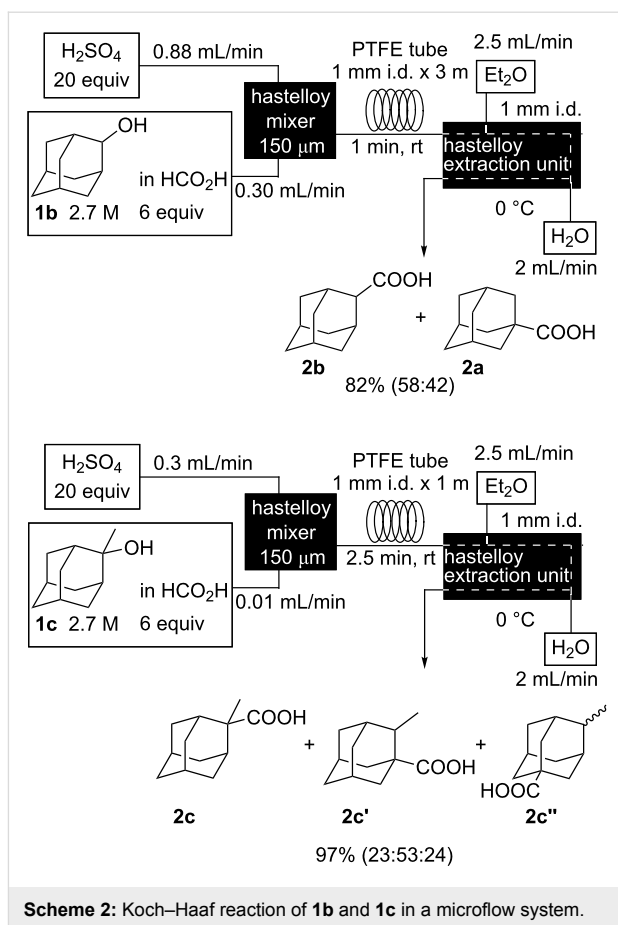 H2SO4
20 equiv
0.88 mL/min
PTFE tube
1 mm i.d. x 3 m
2.5 mL/min
Et2O
1 mm i.d.
hastelloy
mixer
150 μm
1 min, rt
hastelloy
extraction unit
OH
in HCO2H
1b 2.7 M 6 equiv
0.30 mL/min
0 °C
H2O
2 mL/min
COOH
+
COOH
2b
2a
82% (58:42)
H2SO4
20 equiv
0.3 mL/min
PTFE tube
1 mm i.d. x 1 m
2.5 mL/min
Et2O
1 mm i.d.
hastelloy
mixer
150 μm
2.5 min, rt
hastelloy
extraction unit
OH
in HCO2H
1c 2.7 M 6 equiv
0.01 mL/min
0 °C
H2O
2 mL/min
COOH
+
COOH
+
HOOC
2c
2c'
2c"
97% (23:53:24)
Scheme 2: Koch–Haaf reaction of 1b and 1c in a microflow system.